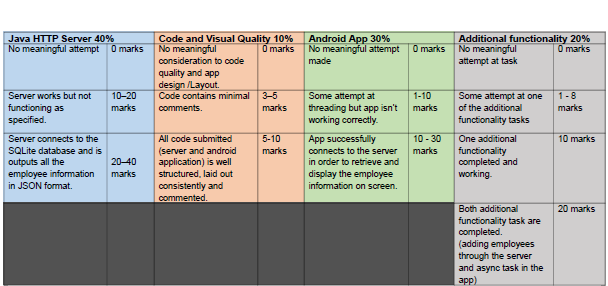 Java HTTP Server 40%
Code and Visual Quality 10%
Android App 30%
Additional functionality 20%
No meaningful attempt
0 marks
No meaningful
consideration to code
quality and app
design /Layout.
0 marks
No meaningful attempt
made
0 marks
No meaningful
attempt at task
0 marks
Server works but not
functioning as
specified.
10–20
marks
Code contains minimal
comments.
3–5
marks
Some attempt at
threading but app isn't
working correctly.
1-10
marks
Some attempt at one
of the additional
functionality tasks
1 - 8
marks
Server connects to the
SQLite database and is
outputs all the
employee information
in JSON format.
20–40
marks
All code submitted
(server and android
application) is well
structured, laid out
consistently and
commented.
5-10
marks
App successfully
connects to the server
in order to retrieve and
display the employee
information on screen.
10 - 30
marks
One additional
functionality
completed and
working.
10 marks
Both additional
functionality task are
completed.
(adding employees
through the server
and async task in the
app)
20 marks